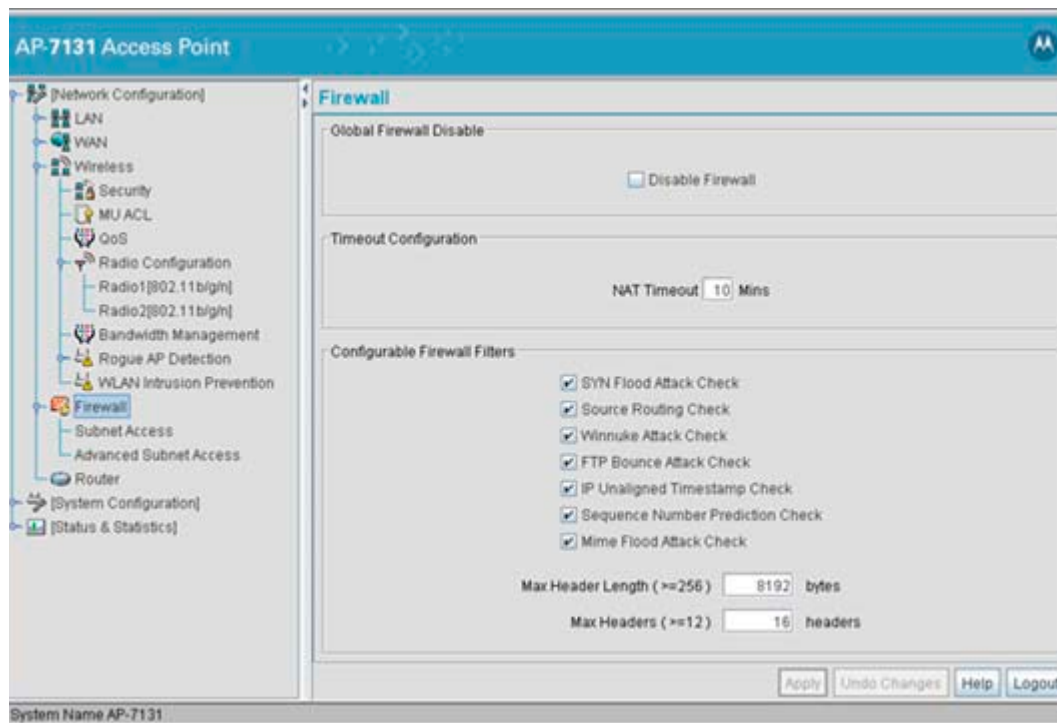 AP-7131 Access Point
[Network Configuration]
LAN
WAN
Wireless
Security
MU ACL
QoS
Radio Configuration
Radio1[802.11b/g/n]
Radio2[802.11b/g/n]
Bandwidth Management
Rogue AP Detection
WLAN Intrusion Prevention
Firewall
Subnet Access
Advanced Subnet Access
Router
[System Configuration]
[Status & Statistics]
Firewall
Global Firewall Disable
Disable Firewall
Timeout Configuration
NAT Timeout 10 Mins
Configurable Firewall Filters
SYN Flood Attack Check
Source Routing Check
Winnuke Attack Check
FTP Bounce Attack Check
IP Unaligned Timestamp Check
Sequence Number Prediction Check
Mime Flood Attack Check
Max Header Length ( >=256 ) 8192 bytes
Max Headers ( >=12 ) 16 headers
Apply Undo Changes Help Logout
System Name AP-7131